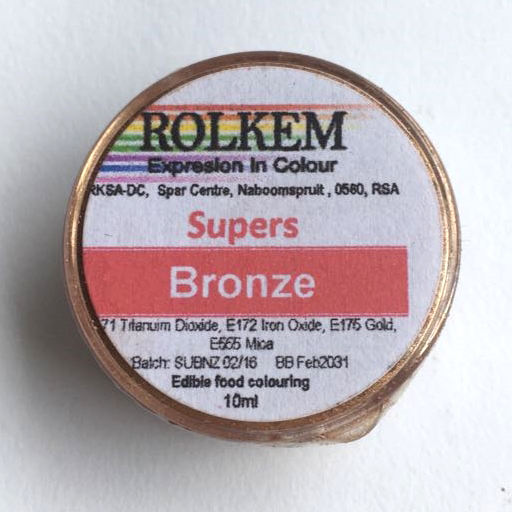 ROLKEM
Expresion In Colour
RKSA-DC, Spar Centre, Naboomspruit , 0560, RSA
Supers
Bronze
71 Titanium Dioxide, E172 Iron Oxide, E175 Gold,
E555 Mica
Batch: SUBNZ 02/16 BB Feb2031
Edible food colouring
10ml